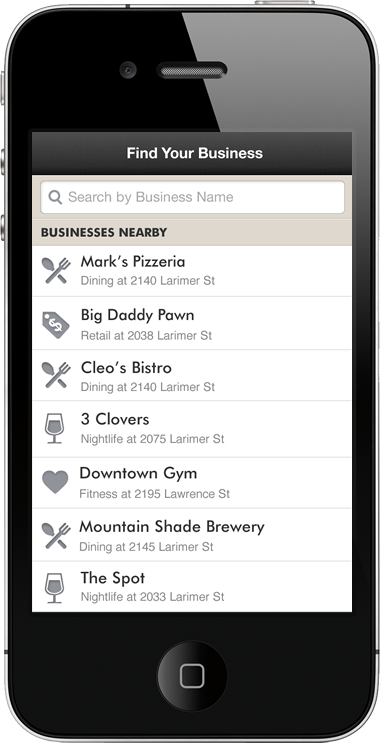 Find Your Business
Search by Business Name
BUSINESSES NEARBY
Mark's Pizzeria
Dining at 2140 Larimer St
Big Daddy Pawn
Retail at 2038 Larimer St
Cleo's Bistro
Dining at 2140 Larimer St
3 Clovers
Nightlife at 2075 Larimer St
Downtown Gym
Fitness at 2195 Lawrence St
Mountain Shade Brewery
Dining at 2145 Larimer St
The Spot
Nightlife at 2033 Larimer St